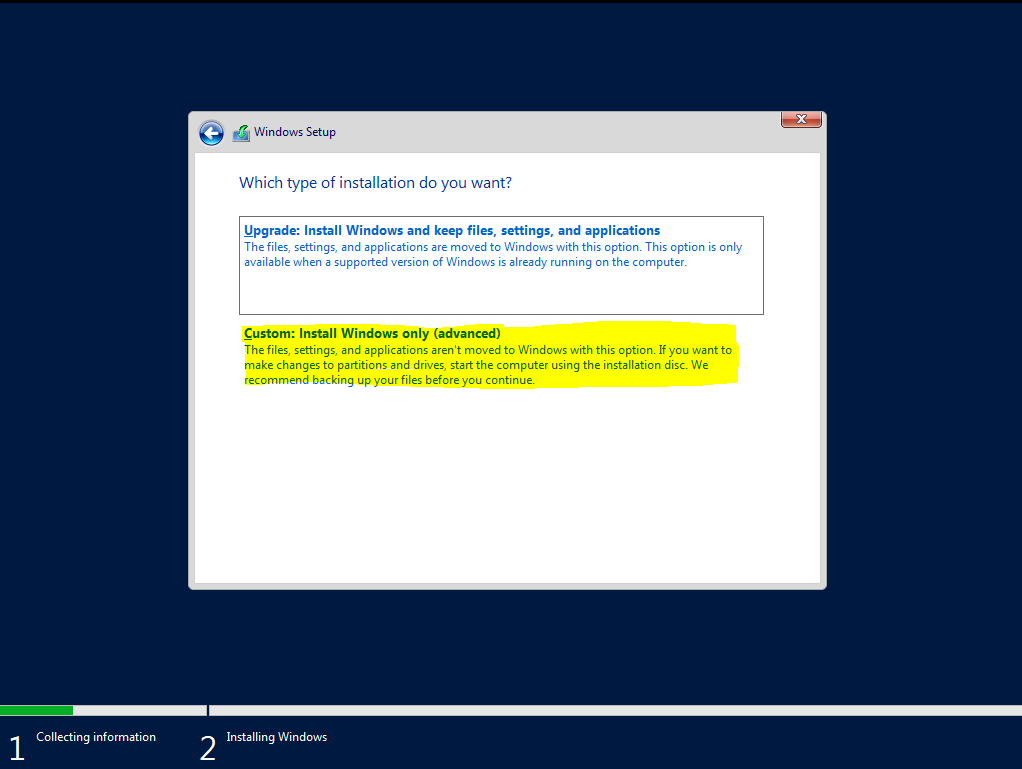 Windows Setup
Which type of installation do you want?
Upgrade: Install Windows and keep files, settings, and applications
The files, settings, and applications are moved to Windows with this option. This option is only
available when a supported version of Windows is already running on the computer.
Custom: Install Windows only (advanced)
The files, settings, and applications aren't moved to Windows with this option. If you want to
make changes to partitions and drives, start the computer using the installation disc. We
recommend backing up your files before you continue.
1 Collecting information
2 Installing Windows